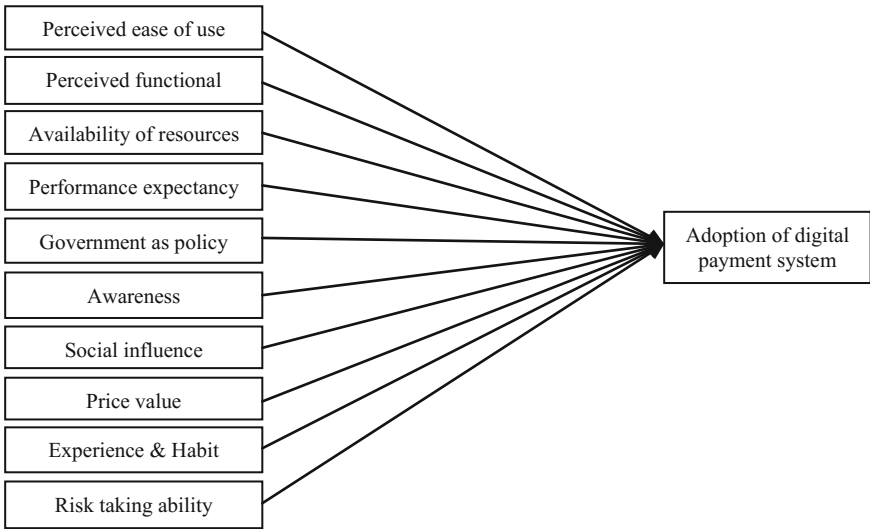 Perceived ease of use
Perceived functional
Availability of resources
Performance expectancy
Government as policy
Awareness
Social influence
Price value
Experience & Habit
Risk taking ability
Adoption of digital
payment system